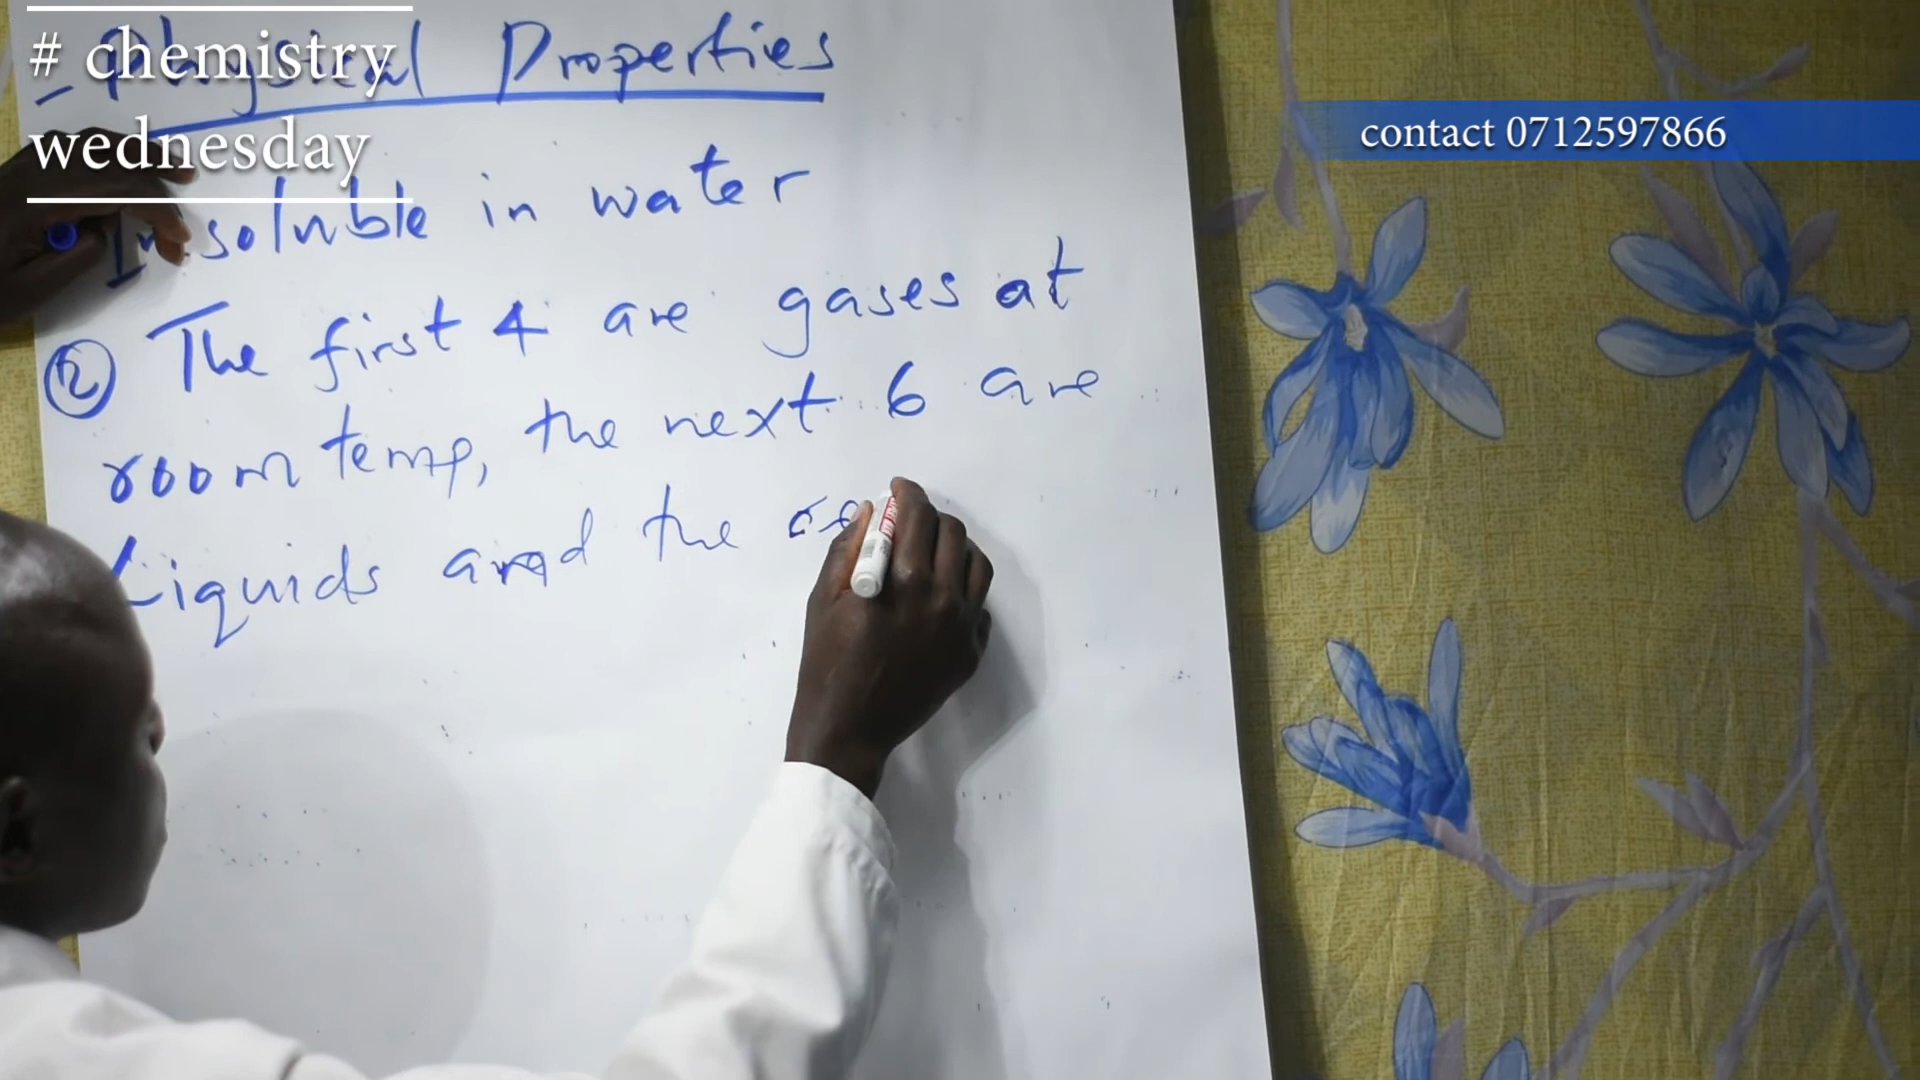 # chemistry
wednesday
contact 0712597866
- Physical Properties
Insoluble in water
② The first 4 are gases at
room temp, the next 6 are
Liquids and the